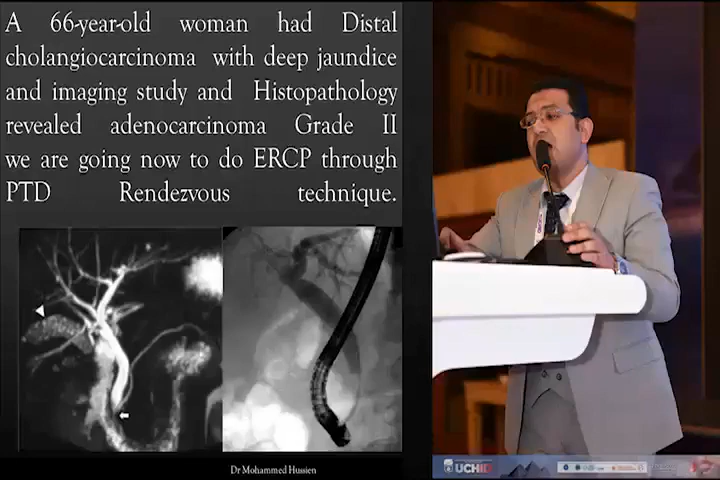 A 66-year-old woman had Distal
cholangiocarcinoma with deep jaundice
and imaging study and Histopathology
revealed adenocarcinoma Grade II
we are going now to do ERCP through
PTD Rendezvous technique.
Dr Mohammed Hussien
UCHID